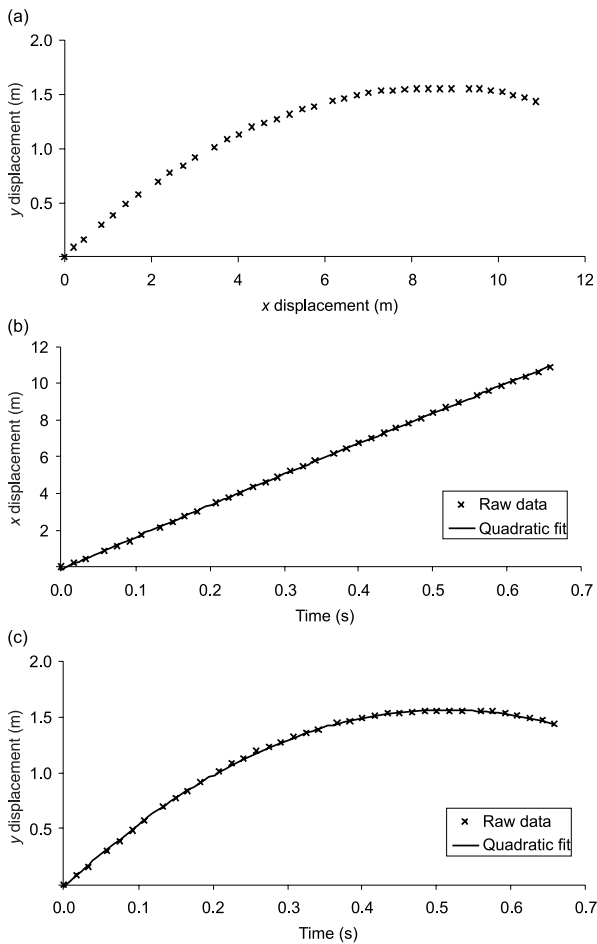 (a)
2.0
1.5
1.0
0.5
y displacement (m)
0 2 4 6 8 10 12
x displacement (m)
(b)
12
10
8
6
4
2
x displacement (m)
Raw data
Quadratic fit
0.0 0.1 0.2 0.3 0.4 0.5 0.6 0.7
Time (s)
(c)
2.0
1.5
1.0
0.5
y displacement (m)
Raw data
Quadratic fit
0.0 0.1 0.2 0.3 0.4 0.5 0.6 0.7
Time (s)